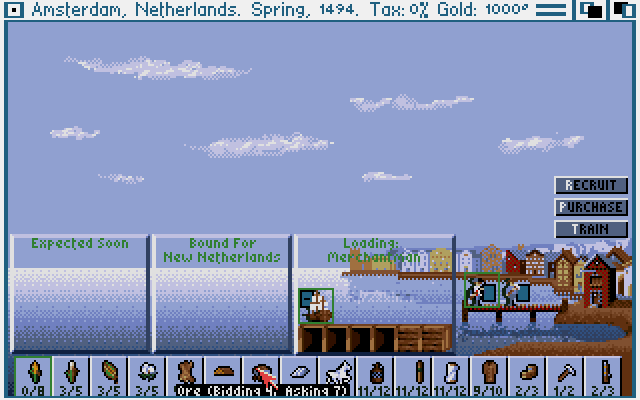 Amsterdam, Netherlands. Spring, 1494. Tax:0% Gold: 1000°
RECRUIT
PURCHASE
TRAIN
Expected Soon
Bound For
New Netherlands
Loading:
Merchantman
0/8 3/5 3/5 3/5 11/12 11/12 11/12 9/10 2/3 1/2 2/3
Ore (Bidding 4, Asking 7)